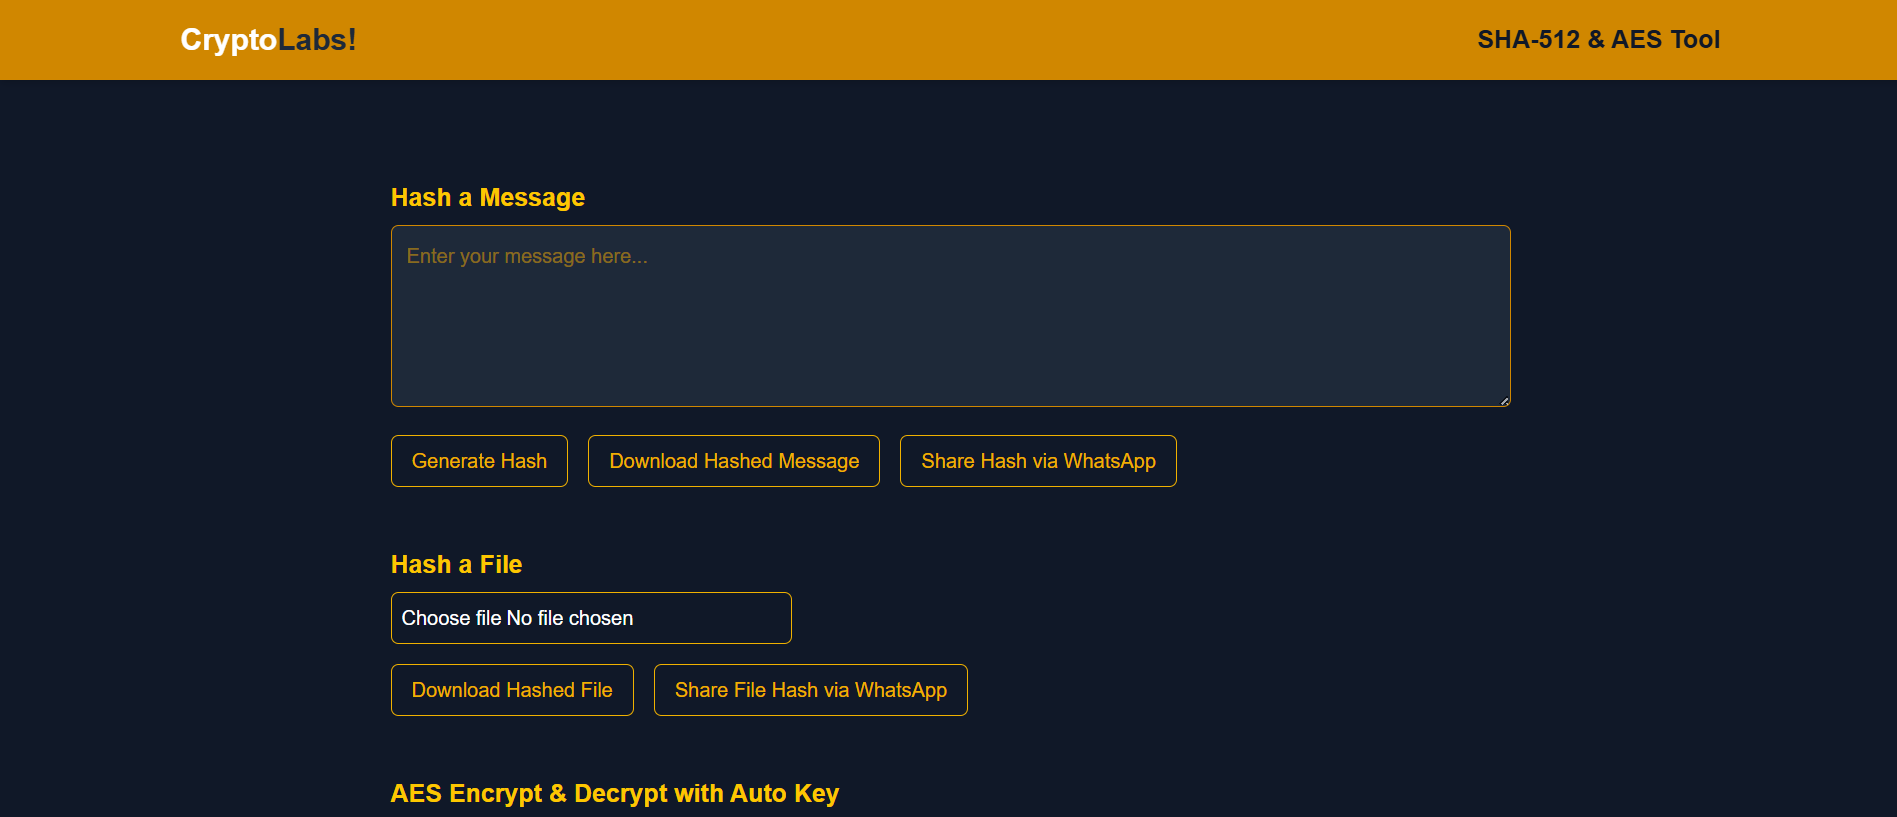 CryptoLabs!
SHA-512 & AES Tool
Hash a Message
Enter your message here...
Generate Hash
Download Hashed Message
Share Hash via WhatsApp
Hash a File
Choose file No file chosen
Download Hashed File
Share File Hash via WhatsApp
AES Encrypt & Decrypt with Auto Key